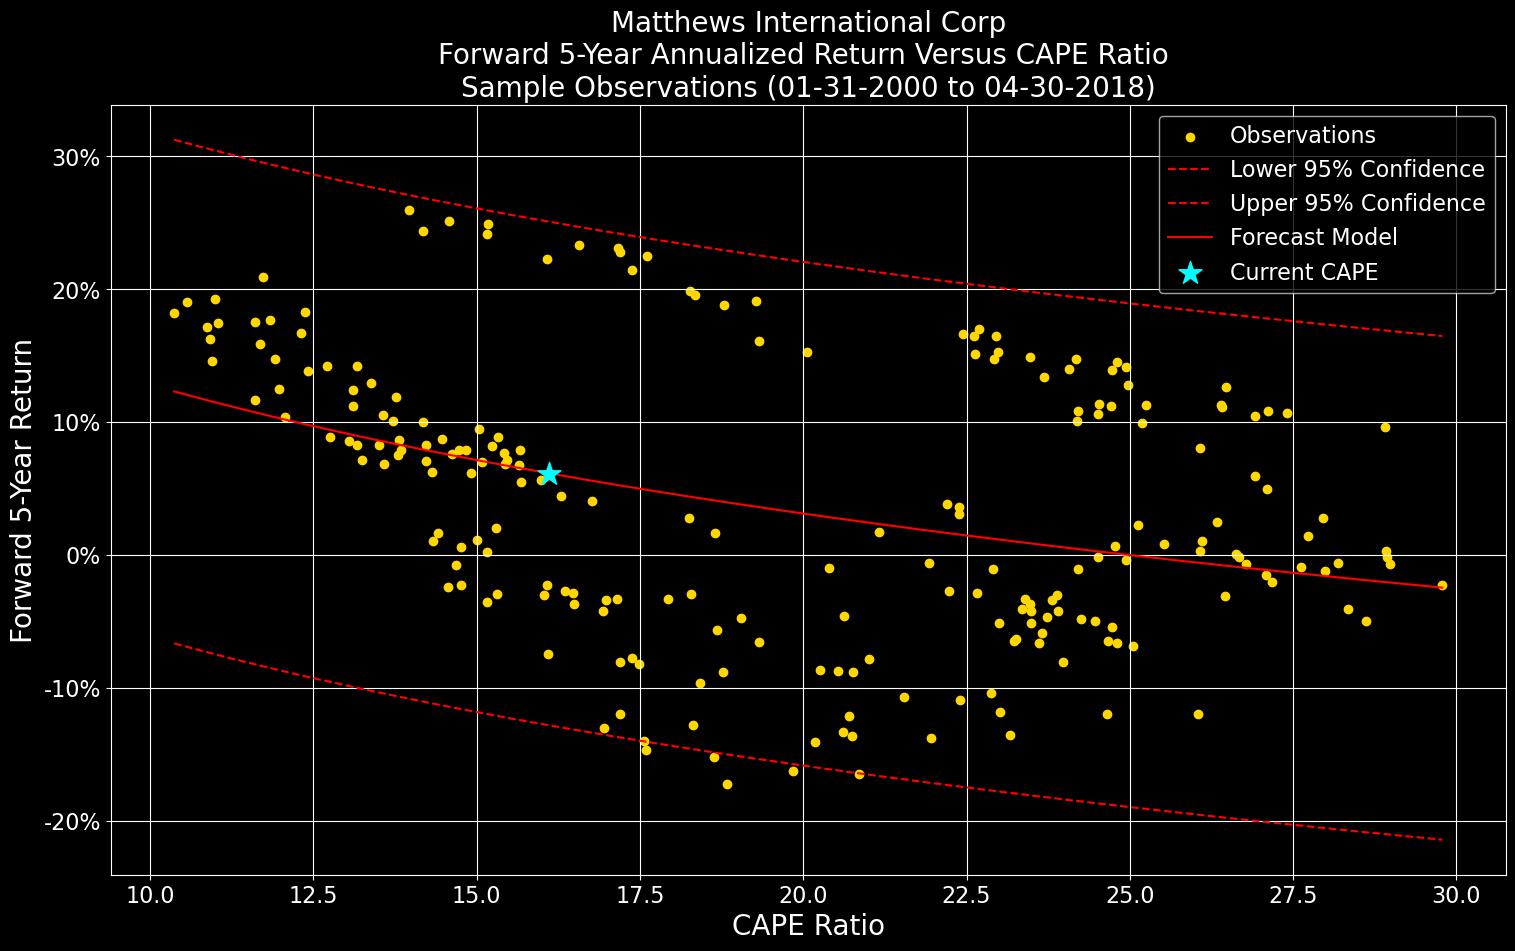 Matthews International Corp
Forward 5-Year Annualized Return Versus CAPE Ratio
Sample Observations (01-31-2000 to 04-30-2018)
Observations
Lower 95% Confidence
Upper 95% Confidence
Forecast Model
Current CAPE
Forward 5-Year Return
30%
20%
10%
0%
-10%
-20%
10.0 12.5 15.0 17.5 20.0 22.5 25.0 27.5 30.0
CAPE Ratio